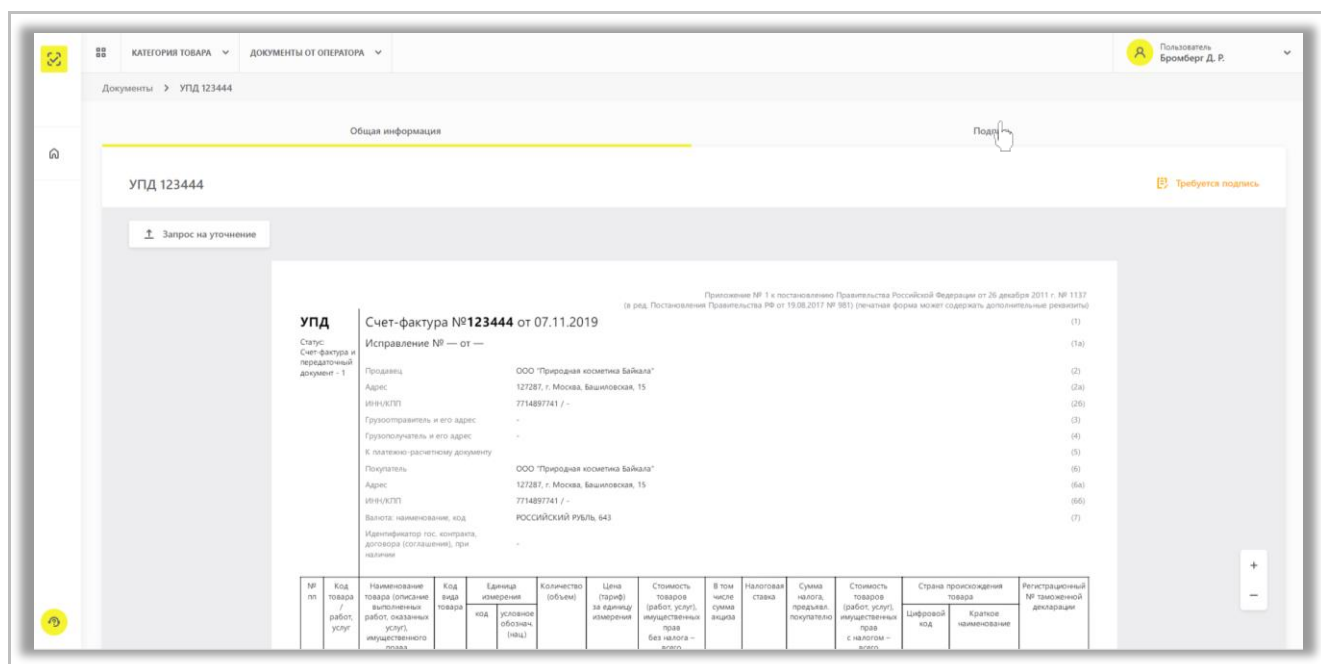 КАТЕГОРИЯ ТОВАРА
ДОКУМЕНТЫ ОТ ОПЕРАТОРА
Пользователь
Бромберг Д. Р.
Документы > УПД 123444
Общая информация
УПД 123444
Требуется подпись
Запрос на уточнение
Приложение № 1 к постановлению Правительства Российской Федерации от 26 декабря 2011 г. № 1137
(в ред. Постановления Правительства РФ от 19.08.2017 № 981) (печатная форма может содержать дополнительные реквизиты)
УПД
Статус:
Счет-фактура и
передаточный
документ - 1
Счет-фактура №123444 от 07.11.2019 (1)
Исправление № — от — (1а)
Продавец ООО "Природная косметика Байкала" (2)
Адрес 127287, г. Москва, Башиловская, 15 (2а)
ИНН/КПП 7714897741 / - (2б)
Грузоотправитель и его адрес - (3)
Грузополучатель и его адрес - (4)
К платежно-расчетному документу (5)
Покупатель ООО "Природная косметика Байкала" (6)
Адрес 127287, г. Москва, Башиловская, 15 (6а)
ИНН/КПП 7714897741 / - (6б)
Валюта: наименование, код РОССИЙСКИЙ РУБЛЬ, 643 (7)
Идентификатор гос. контракта,
договора (соглашения), при -
наличии
№
пп
Код
товара
/
работ,
услуг
Наименование
товара (описание
выполненных
работ, оказанных
услуг),
имущественного
права
Код
вида
товара
Единица
измерения
код
условное
обознач.
(нац.)
Количество
(объем)
Цена
(тариф)
за единицу
измерения
Стоимость
товаров
(работ, услуг),
имущественных
прав
без налога –
всего
В том
числе
сумма
акциза
Налоговая
ставка
Сумма
налога,
предъявл.
покупателю
Стоимость
товаров
(работ, услуг),
имущественных
прав
с налогом –
всего
Страна происхождения
товара
Цифровой
код
Краткое
наименование
Регистрационный
№ таможенной
декларации